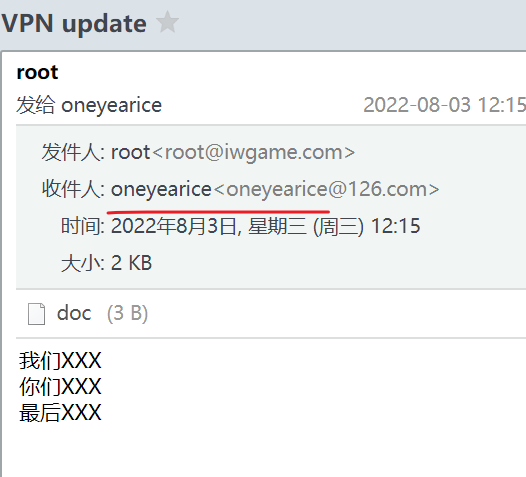 VPN update
root
发给 oneyearice 2022-08-03 12:15
发件人: root<root@iwgame.com>
收件人: oneyearice<oneyearice@126.com>
时间: 2022年8月3日, 星期三 (周三) 12:15
大小: 2 KB
doc (3 B)
我们XXX
你们XXX
最后XXX